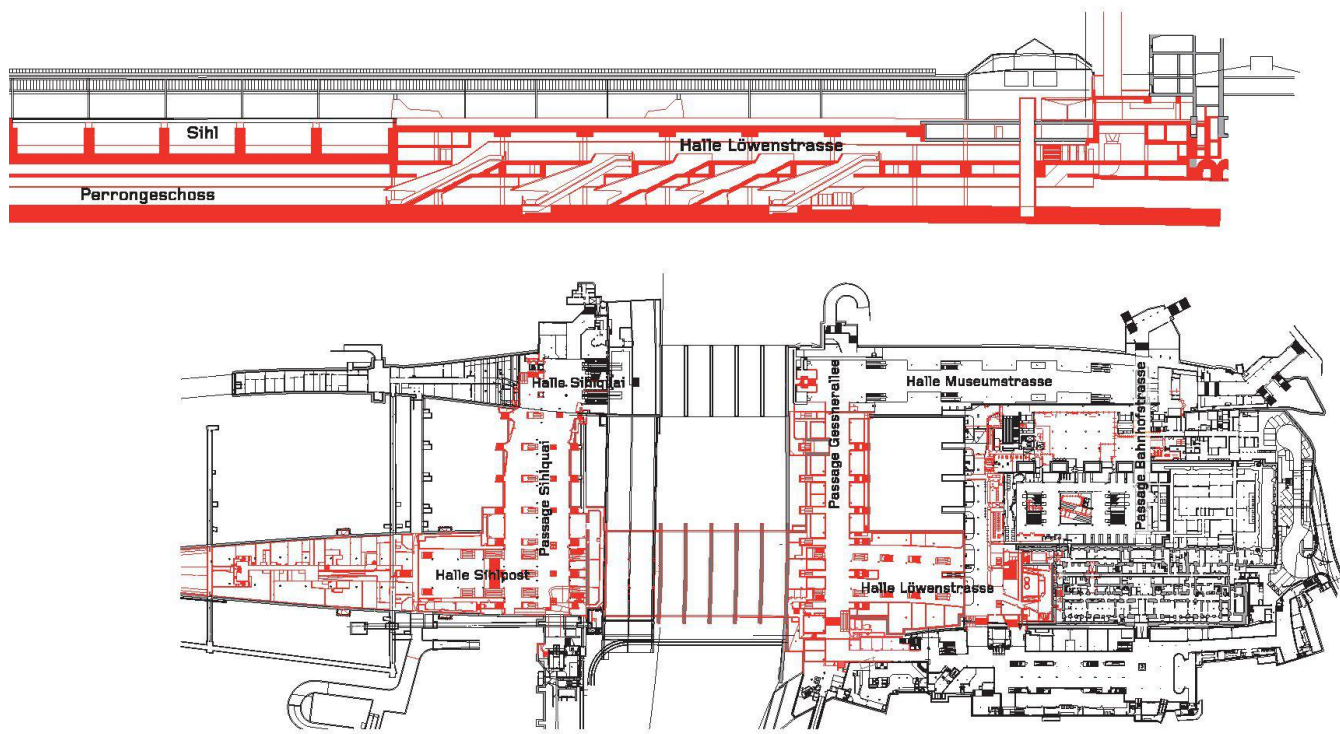 Sihl
Halle Löwenstrasse
Perrongeschoss
Halle Sihlquai
Halle Museumstrasse
Passage Sihlquai
Passage Gessnerallee
Passage Bahnhofstrasse
Halle Sihlpost
Halle Löwenstrasse